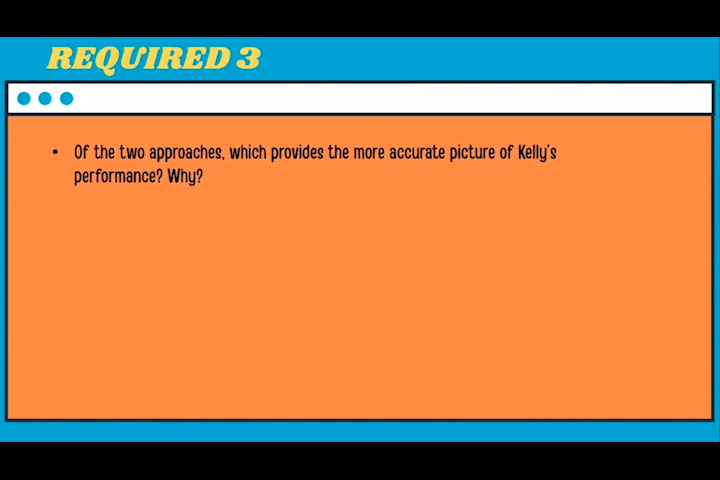 REQUIRED 3
• Of the two approaches, which provides the more accurate picture of Kelly's
performance? Why?